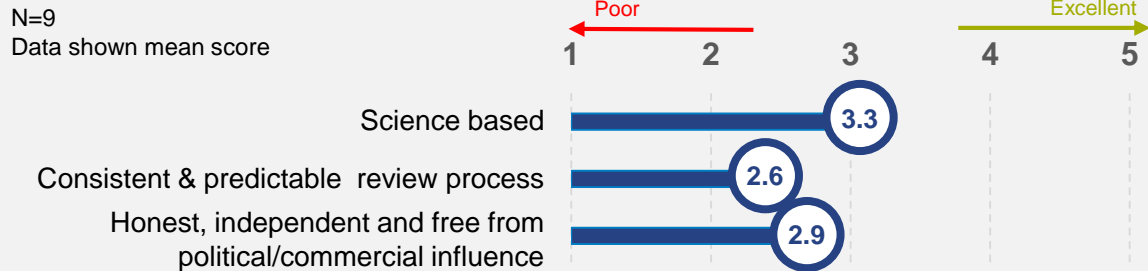 N=9
Data shown mean score
Poor
Excellent
1 2 3 4 5
Science based
3.3
Consistent & predictable  review process
2.6
Honest, independent and free from
political/commercial influence
2.9